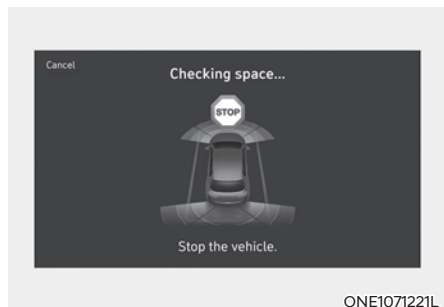 Cancel
Checking space...
STOP
Stop the vehicle.
ONE1071221L